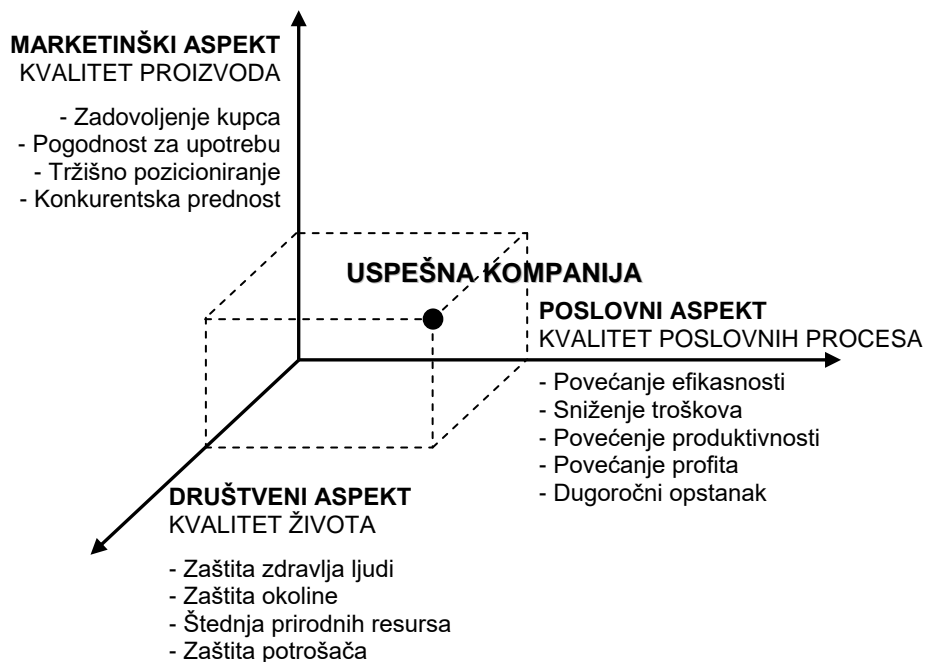 MARKETINŠKI ASPEKT
KVALITET PROIZVODA
- Zadovoljenje kupca
- Pogodnost za upotrebu
- Tržišno pozicioniranje
- Konkurentska prednost
USPEŠNA KOMPANIJA
POSLOVNI ASPEKT
KVALITET POSLOVNIH PROCESA
- Povećanje efikasnosti
- Sniženje troškova
- Povećenje produktivnosti
- Povećanje profita
- Dugoročni opstanak
DRUŠTVENI ASPEKT
KVALITET ŽIVOTA
- Zaštita zdravlja ljudi
- Zaštita okoline
- Štednja prirodnih resursa
- Zaštita potrošača